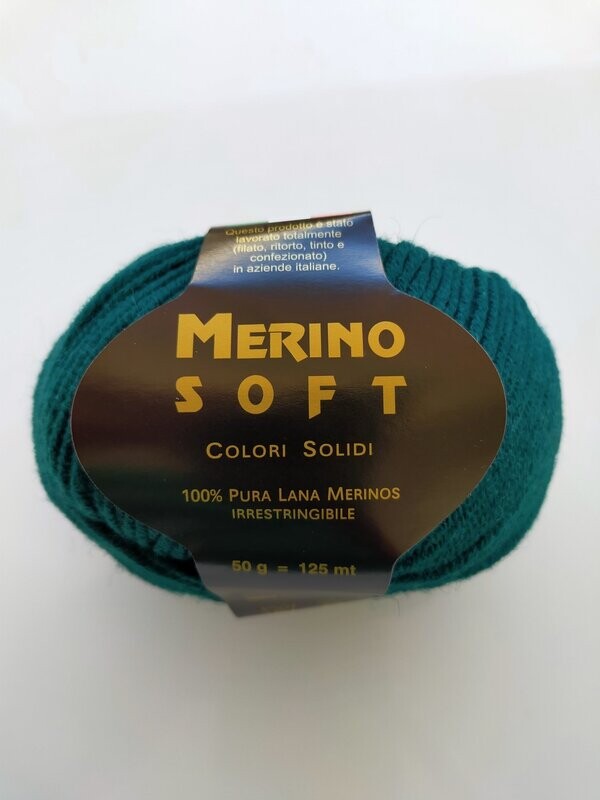 Questo prodotto è stato
lavorato totalmente
(filato, ritorto, tinto e
confezionato)
in aziende italiane.
MERINO
SOFT
COLORI SOLIDI
100% PURA LANA MERINOS
IRRESTRINGIBILE
50 g = 125 mt